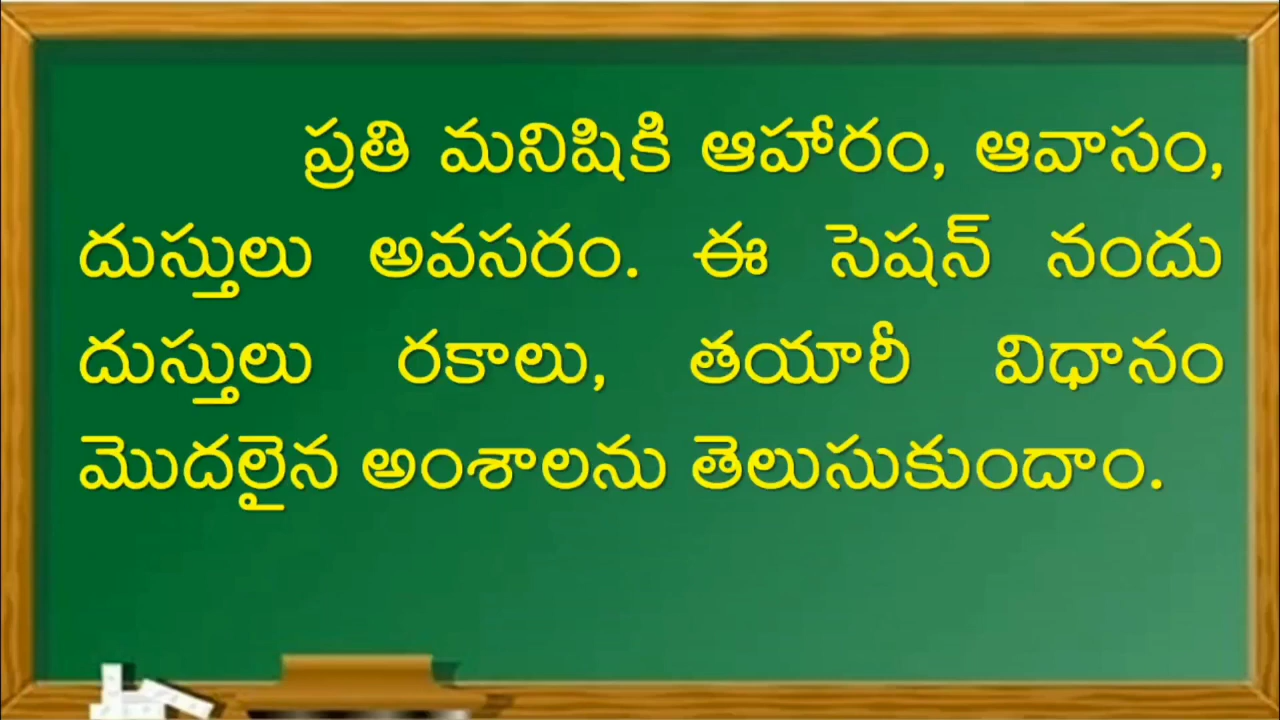 ప్రతి మనిషికి ఆహారం, ఆవాసం,
దుస్తులు అవసరం. ఈ సెషన్ నందు
దుస్తులు రకాలు, తయారీ విధానం
మొదలైన అంశాలను తెలుసుకుందాం.